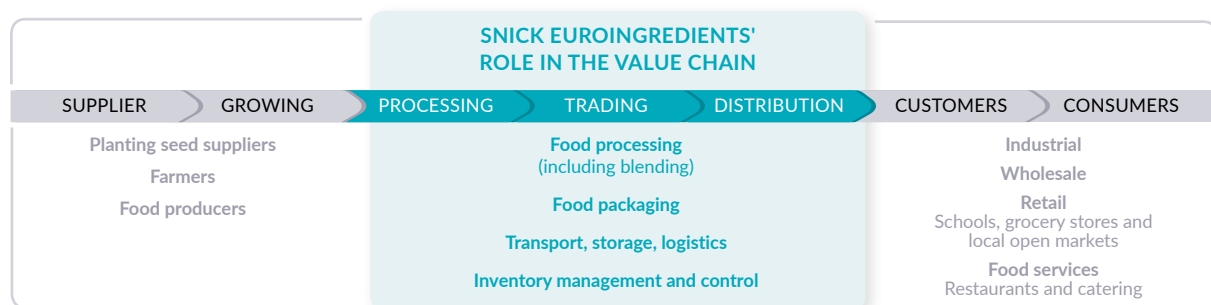 SNICK EUROINGREDIENTS'
ROLE IN THE VALUE CHAIN
SUPPLIER
GROWING
PROCESSING
TRADING
DISTRIBUTION
CUSTOMERS
CONSUMERS
Planting seed suppliers
Farmers
Food producers
Food processing
(including blending)
Food packaging
Transport, storage, logistics
Inventory management and control
Industrial
Wholesale
Retail
Schools, grocery stores and
local open markets
Food services
Restaurants and catering